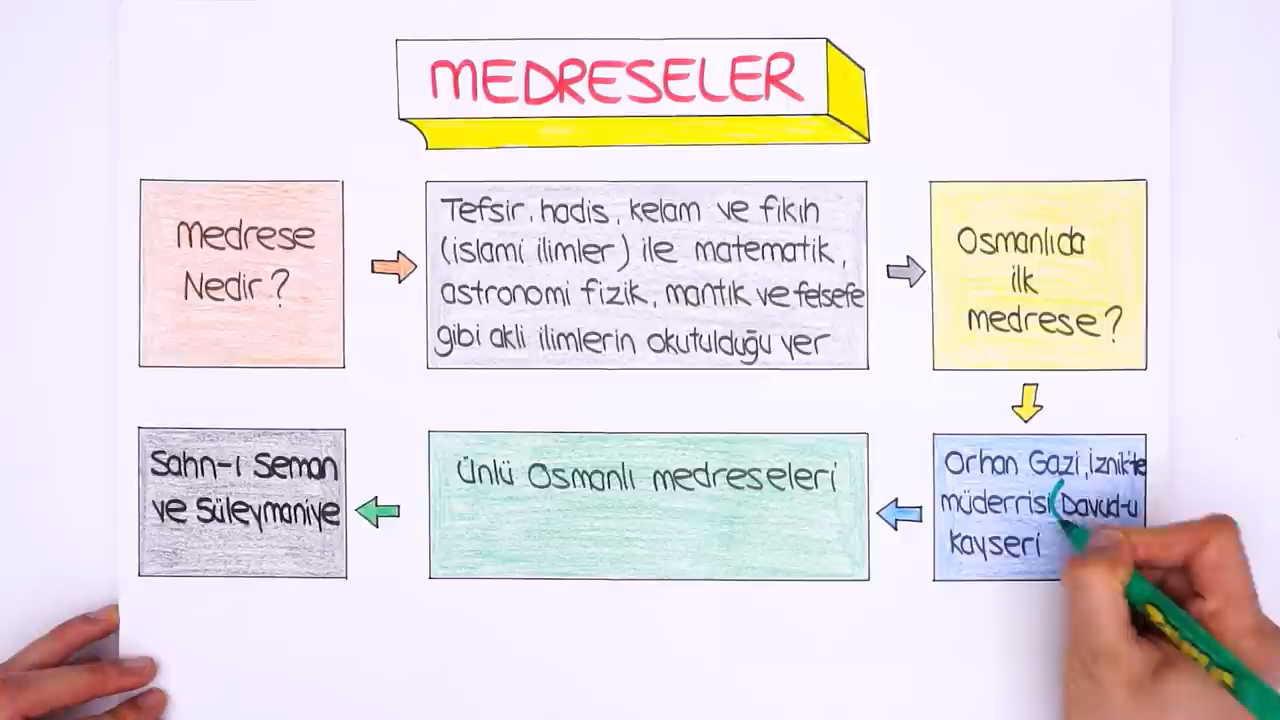 MEDRESELER
Medrese
Nedir ?
Tefsir, hadis, kelam ve fıkıh
(islami ilimler) ile matematik,
astronomi fizik, mantık ve felsefe
gibi akli ilimlerin okutulduğu yer
Osmanlıda
ilk
medrese ?
Orhan Gazi, İznik'te
müderrisi Davud-u
kayseri
Ünlü Osmanlı medreseleri
Sahn-ı Seman
ve Süleymaniye